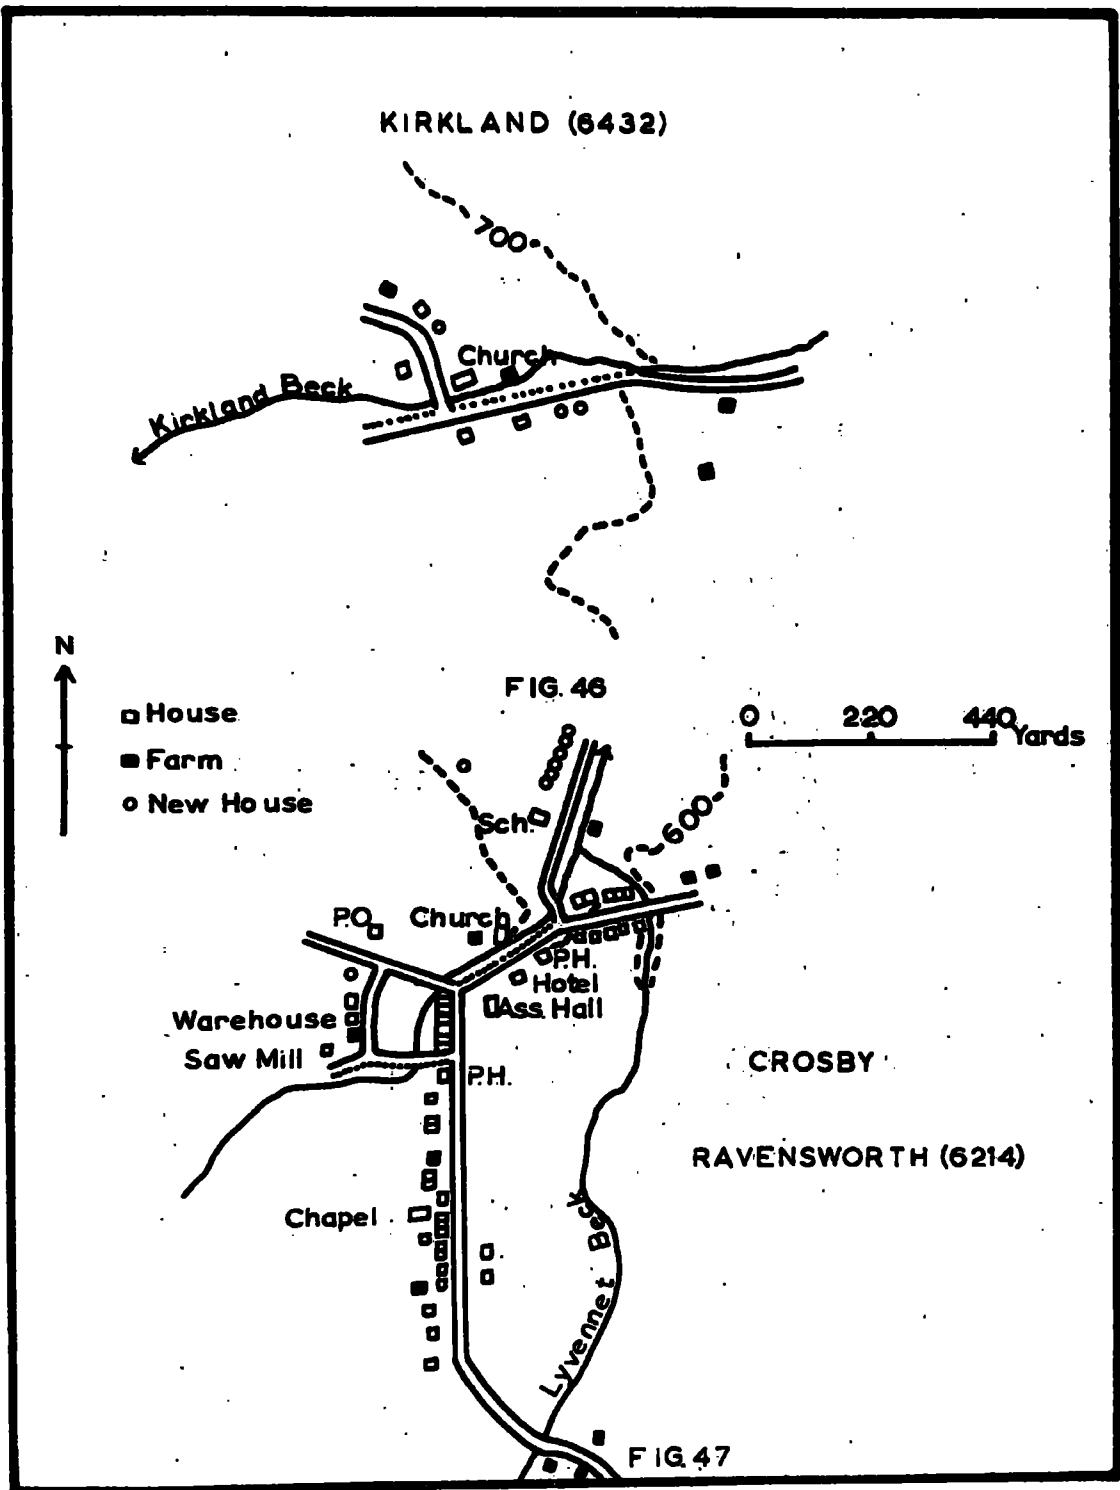 KIRKLAND (6432)
700
Church
Kirkland Beck
N
FIG. 46
House
Farm
New House
0 220 440 Yards
Sch.
600
P.O.
Church
P.H.
Hotel
Ass. Hall
Warehouse
Saw Mill
P.H.
CROSBY
RAVENSWORTH (6214)
Chapel
Lyvennet Beck
FIG. 47